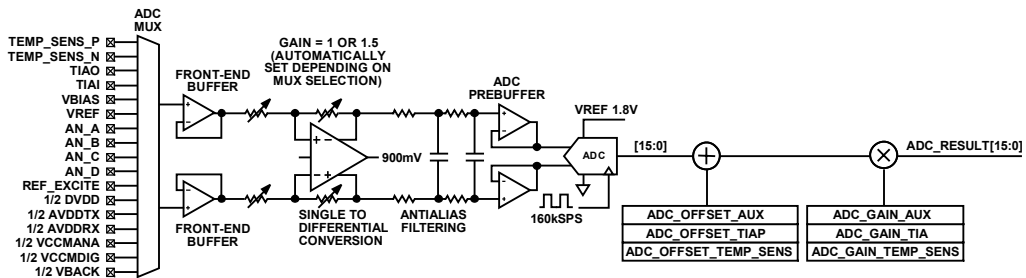 ADC
MUX
TEMP_SENS_P
TEMP_SENS_N
TIAO
TIAI
VBIAS
VREF
AN_A
AN_B
AN_C
AN_D
REF_EXCITE
1/2 DVDD
1/2 AVDDTX
1/2 AVDDRX
1/2 VCCMANA
1/2 VCCMDIG
1/2 VBACK
FRONT-END
BUFFER
+
−
−
+
FRONT-END
BUFFER
GAIN = 1 OR 1.5
(AUTOMATICALLY
SET DEPENDING ON
MUX SELECTION)
+ −
− +
900mV
SINGLE TO
DIFFERENTIAL
CONVERSION
ANTIALIAS
FILTERING
ADC
PREBUFFER
+
−
−
+
VREF 1.8V
ADC
160kSPS
[15:0]
+
×
ADC_RESULT[15:0]
ADC_OFFSET_AUX
ADC_OFFSET_TIAP
ADC_OFFSET_TEMP_SENS
ADC_GAIN_AUX
ADC_GAIN_TIA
ADC_GAIN_TEMP_SENS